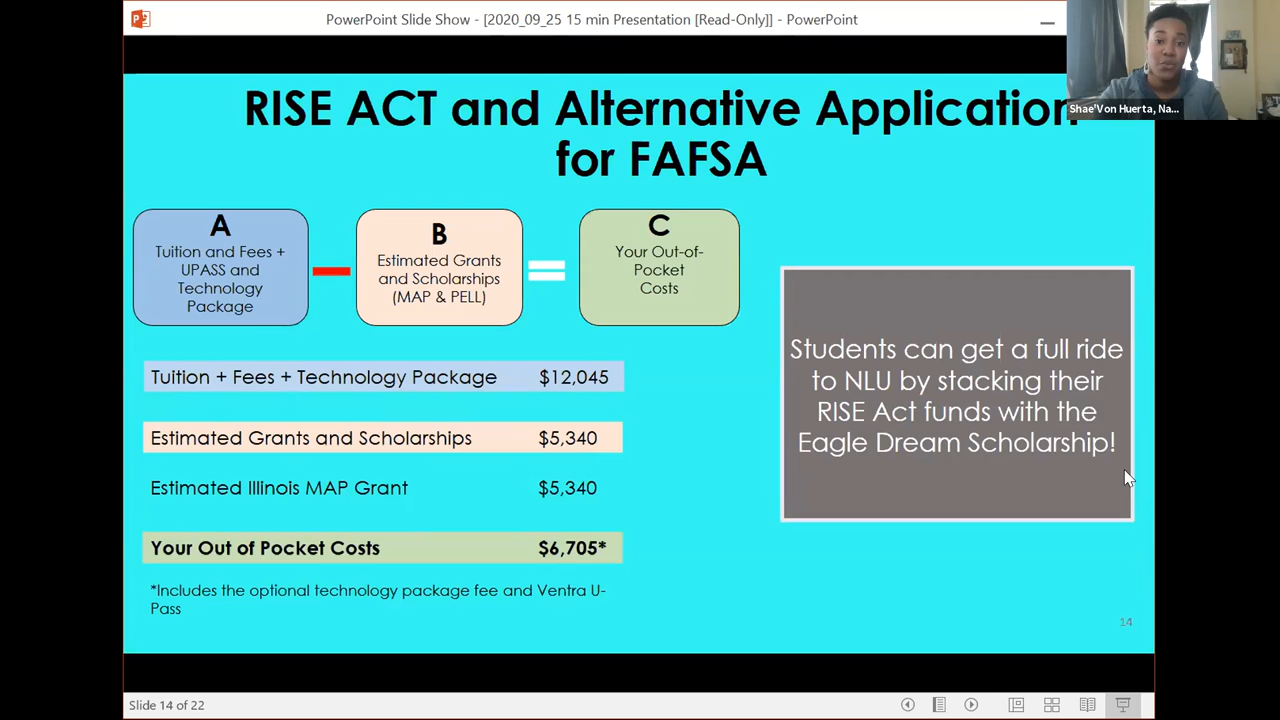 PowerPoint Slide Show - [2020_09_25 15 min Presentation [Read-Only]] - PowerPoint
Shae'Von Huerta, Na...
RISE ACT and Alternative Application
for FAFSA
A
Tuition and Fees +
UPASS and
Technology
Package
B
Estimated Grants
and Scholarships
(MAP & PELL)
C
Your Out-of-
Pocket
Costs
Tuition + Fees + Technology Package $12,045
Estimated Grants and Scholarships $5,340
Estimated Illinois MAP Grant $5,340
Your Out of Pocket Costs $6,705*
*Includes the optional technology package fee and Ventra U-
Pass
Students can get a full ride
to NLU by stacking their
RISE Act funds with the
Eagle Dream Scholarship!
14
Slide 14 of 22